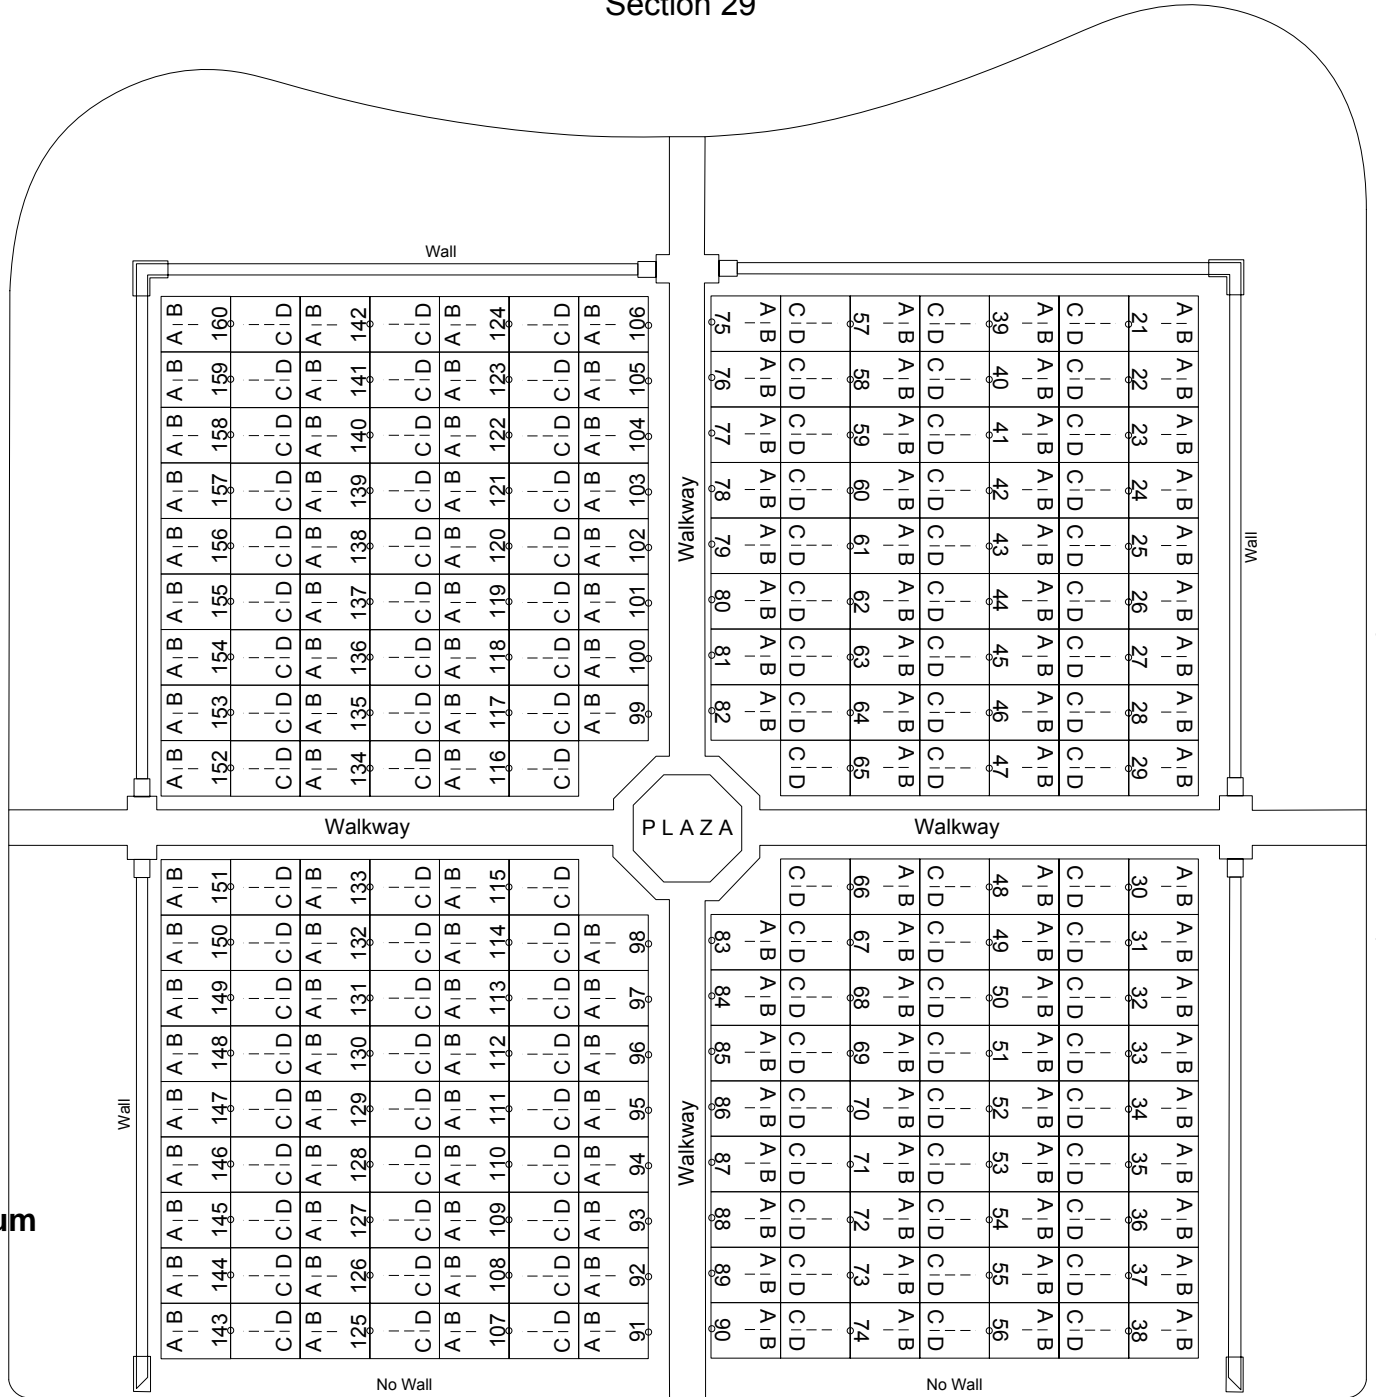 Section 29
Wall
A B 160 C D A B 142 C D A B 124 C D A B 106 75 A B C D 57 A B C D 39 A B C D 21 A B
A B 159 C D A B 141 C D A B 123 C D A B 105 76 A B C D 58 A B C D 40 A B C D 22 A B
A B 158 C D A B 140 C D A B 122 C D A B 104 77 A B C D 59 A B C D 41 A B C D 23 A B
A B 157 C D A B 139 C D A B 121 C D A B 103 78 A B C D 60 A B C D 42 A B C D 24 A B
Walkway
A B 156 C D A B 138 C D A B 120 C D A B 102 79 A B C D 61 A B C D 43 A B C D 25 A B
Wall
A B 155 C D A B 137 C D A B 119 C D A B 101 80 A B C D 62 A B C D 44 A B C D 26 A B
A B 154 C D A B 136 C D A B 118 C D A B 100 81 A B C D 63 A B C D 45 A B C D 27 A B
A B 153 C D A B 135 C D A B 117 C D A B 99 82 A B C D 64 A B C D 46 A B C D 28 A B
A B 152 C D A B 134 C D A B 116 C D C D 65 A B C D 47 A B C D 29 A B
Walkway
PLAZA
Walkway
A B 151 C D A B 133 C D A B 115 C D C D 66 A B C D 48 A B C D 30 A B
A B 150 C D A B 132 C D A B 114 C D A B 98 83 A B C D 67 A B C D 49 A B C D 31 A B
A B 149 C D A B 131 C D A B 113 C D A B 97 84 A B C D 68 A B C D 50 A B C D 32 A B
A B 148 C D A B 130 C D A B 112 C D A B 96 85 A B C D 69 A B C D 51 A B C D 33 A B
Wall
A B 147 C D A B 129 C D A B 111 C D A B 95 86 A B C D 70 A B C D 52 A B C D 34 A B
Walkway
A B 146 C D A B 128 C D A B 110 C D A B 94 87 A B C D 71 A B C D 53 A B C D 35 A B
A B 145 C D A B 127 C D A B 109 C D A B 93 88 A B C D 72 A B C D 54 A B C D 36 A B
um
A B 144 C D A B 126 C D A B 108 C D A B 92 89 A B C D 73 A B C D 55 A B C D 37 A B
A B 143 C D A B 125 C D A B 107 C D A B 91 90 A B C D 74 A B C D 56 A B C D 38 A B
No Wall
No Wall